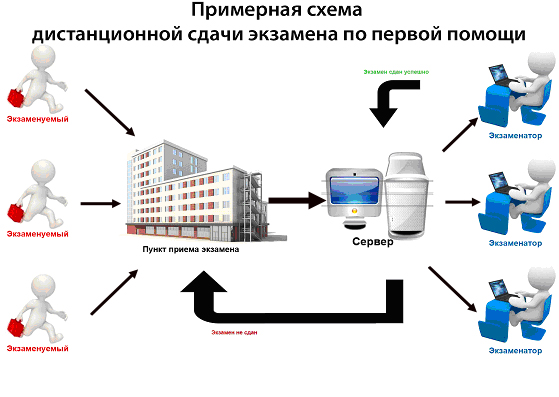 Примерная схема
дистанционной сдачи экзамена по первой помощи
Экзамен сдан успешно
Экзаменуемый
Экзаменатор
Экзаменуемый
Экзаменатор
Пункт приема экзамена
Сервер
Экзамен не сдан
Экзаменуемый
Экзаменатор